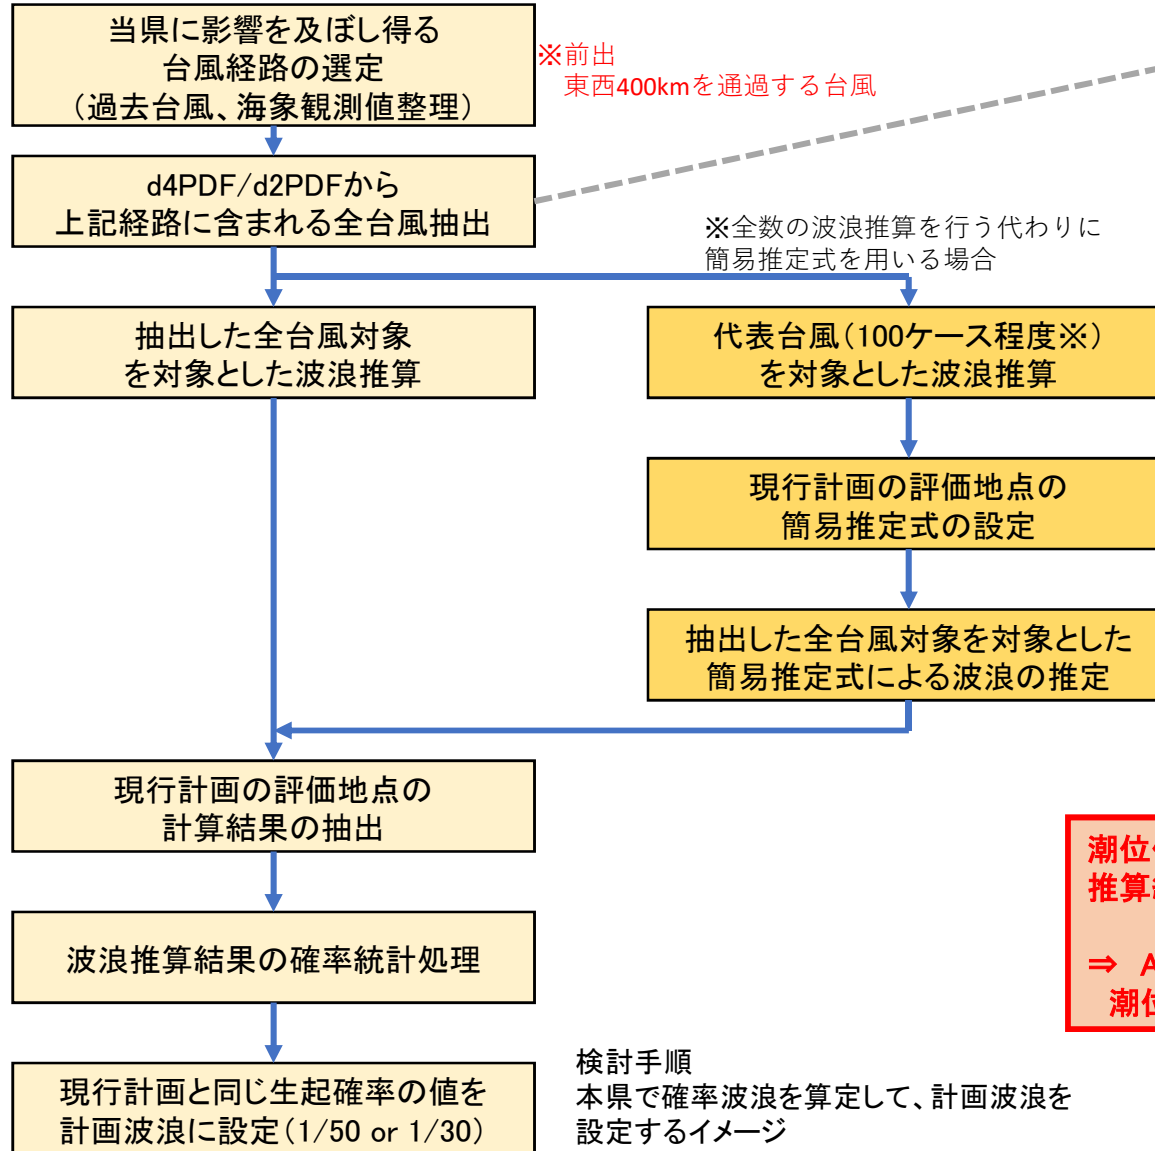 当県に影響を及ぼし得る
台風経路の選定
（過去台風、海象観測値整理）
※前出
東西400kmを通過する台風
d4PDF/d2PDFから
上記経路に含まれる全台風抽出
※全数の波浪推算を行う代わりに
簡易推定式を用いる場合
抽出した全台風対象
を対象とした波浪推算
代表台風（100ケース程度※）
を対象とした波浪推算
現行計画の評価地点の
簡易推定式の設定
抽出した全台風対象を対象とした
簡易推定式による波浪の推定
現行計画の評価地点の
計算結果の抽出
潮位
推算
⇒ A
潮位
波浪推算結果の確率統計処理
現行計画と同じ生起確率の値を
計画波浪に設定（1/50 or 1/30）
検討手順
本県で確率波浪を算定して、計画波浪を
設定するイメージ